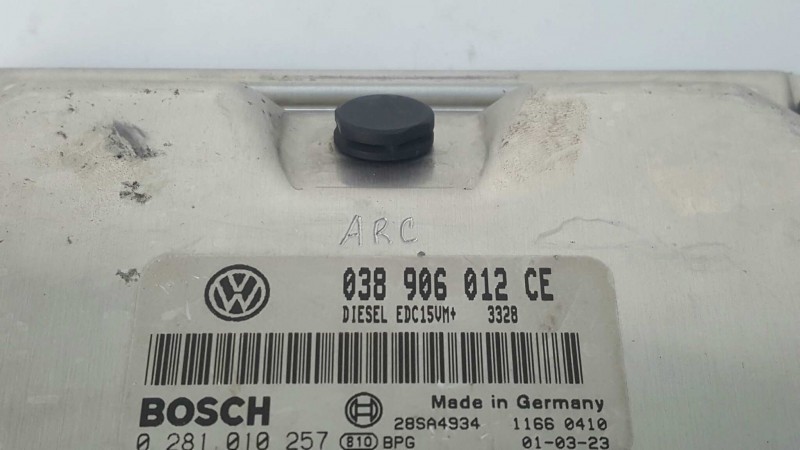 ARC
038 906 012 CE
DIESEL EDC15VM+ 3328
BOSCH Made in Germany
28SA4934 1166 0410
0 281 010 257 810 BPG 01-03-23